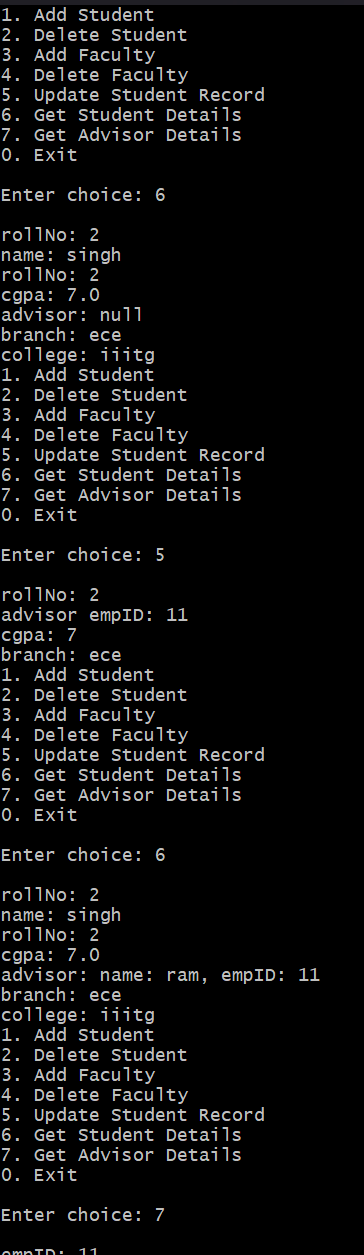 1. Add Student
2. Delete Student
3. Add Faculty
4. Delete Faculty
5. Update Student Record
6. Get Student Details
7. Get Advisor Details
0. Exit
Enter choice: 6
rollNo: 2
name: singh
rollNo: 2
cgpa: 7.0
advisor: null
branch: ece
college: iiitg
1. Add Student
2. Delete Student
3. Add Faculty
4. Delete Faculty
5. Update Student Record
6. Get Student Details
7. Get Advisor Details
0. Exit
Enter choice: 5
rollNo: 2
advisor empID: 11
cgpa: 7
branch: ece
1. Add Student
2. Delete Student
3. Add Faculty
4. Delete Faculty
5. Update Student Record
6. Get Student Details
7. Get Advisor Details
0. Exit
Enter choice: 6
rollNo: 2
name: singh
rollNo: 2
cgpa: 7.0
advisor: name: ram, empID: 11
branch: ece
college: iiitg
1. Add Student
2. Delete Student
3. Add Faculty
4. Delete Faculty
5. Update Student Record
6. Get Student Details
7. Get Advisor Details
0. Exit
Enter choice: 7
empID: 11